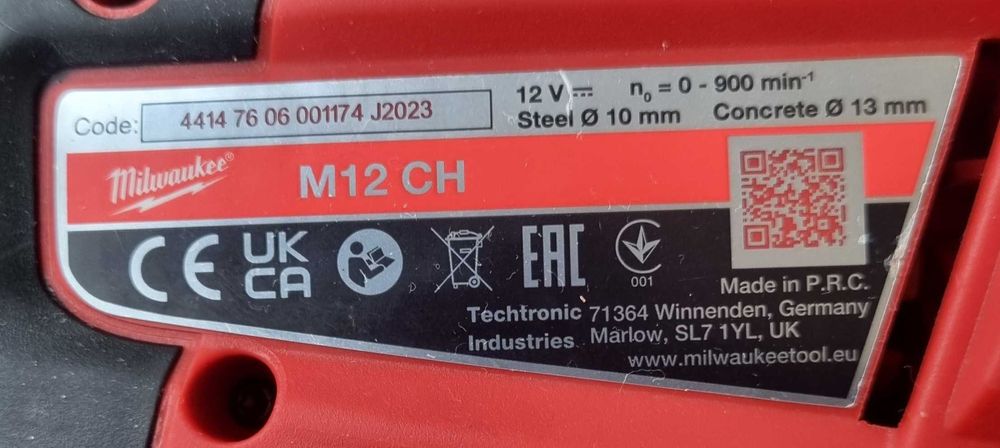 Code: 4414 76 06 001174 J2023
12 V ⎓ n₀ = 0 - 900 min⁻¹
Steel Ø 10 mm Concrete Ø 13 mm
Milwaukee®
M12 CH
CE
UK
CA
EAC
001
Made in P.R.C.
Techtronic 71364 Winnenden, Germany
Industries Marlow, SL7 1YL, UK
www.milwaukeetool.eu